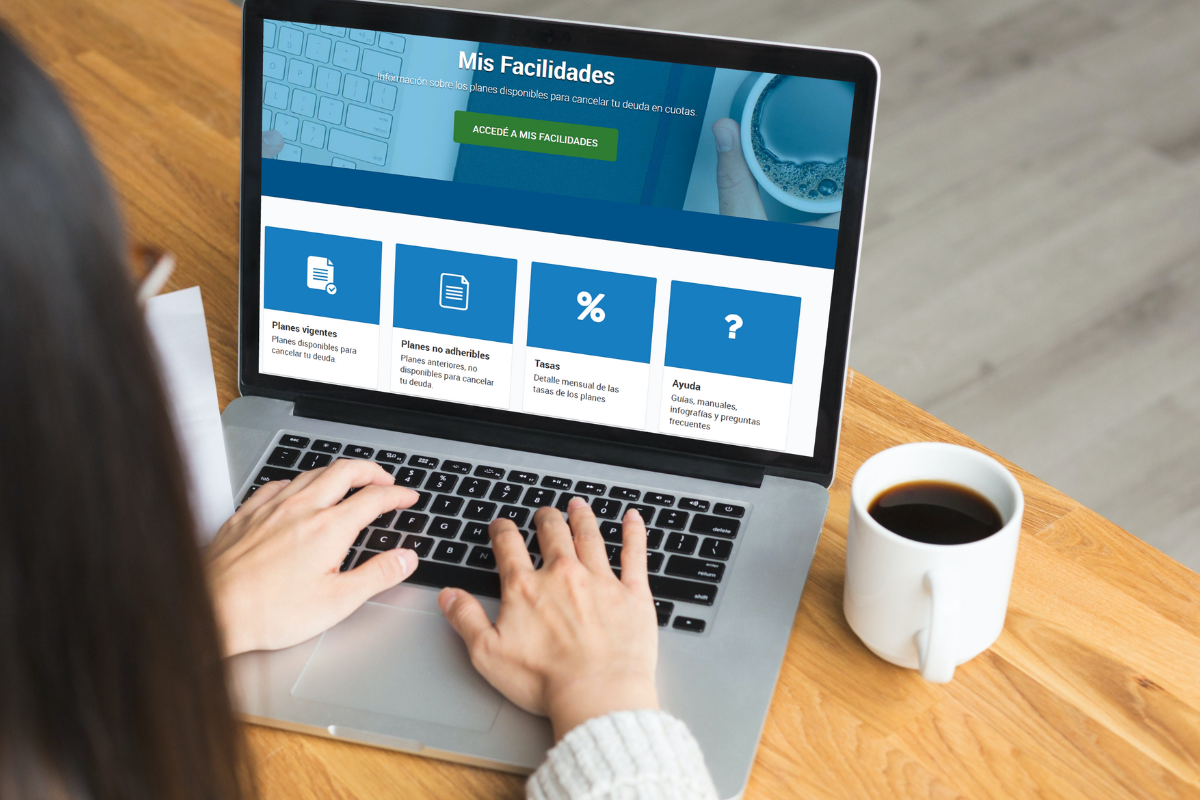 Mis Facilidades
Información sobre los planes disponibles para cancelar tu deuda en cuotas.
ACCEDÉ A MIS FACILIDADES
Planes vigentes
Planes disponibles para
cancelar tu deuda
Planes no adheribles
Planes anteriores, no
disponibles para cancelar
tu deuda
%
Tasas
Detalle mensual de las
tasas de los planes
?
Ayuda
Guías, manuales,
infografías y preguntas
frecuentes